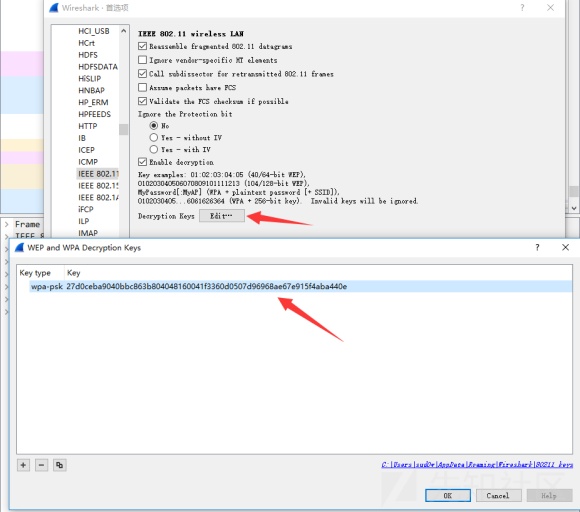 Wireshark · 首选项
HCI_USB
HCrt
HDFS
HDFSDATA
HiSLIP
HNBAP
HP_ERM
HPFEEDS
HTTP
IB
ICEP
ICMP
IEEE 802.11
IEEE 802.15
IEEE 802.1A
iFCP
ILP
IMAP
IEEE 802.11 wireless LAN
Reassemble fragmented 802.11 datagrams
Ignore vendor-specific HT elements
Call subdissector for retransmitted 802.11 frames
Assume packets have FCS
Validate the FCS checksum if possible
Ignore the Protection bit
No
Yes - without IV
Yes - with IV
Enable decryption
Key examples: 01:02:03:04:05 (40/64-bit WEP),
010203040506070809101111213 (104/128-bit WEP),
MyPassword[:MyAP] (WPA + plaintext password [+ SSID]),
0102030405...6061626364 (WPA + 256-bit key).  Invalid keys will be ignored.
Decryption Keys Edit…
Frame
WEP and WPA Decryption Keys
Key type Key
wpa-psk 27d0ceba9040bbc863b804048160041f3360d0507d96968ae67e915f4aba440e
C:\Users\sudDe\AppData\Roaming\Wireshark\80211_keys
OK Cancel Help